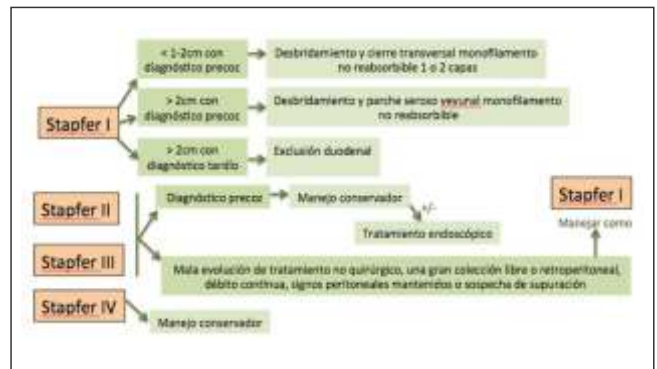 Stapfer I
< 1-2cm con
diagnóstico precoz
Desbridamiento y cierre transversal monofilamento
no reabsorbible 1 o 2 capas
> 2cm con
diagnóstico precoz
Desbridamiento y parche seroso yeyunal monofilamento
no reabsorbible
> 2cm con
diagnóstico tardío
Exclusión duodenal
Stapfer II
Stapfer III
Diagnóstico precoz
Manejo conservador
+/-
Tratamiento endoscópico
Stapfer I
Manejar como
Mala evolución de tratamiento no quirúrgico, una gran colección libre o retroperitoneal,
débito continua, signos peritoneales mantenidos o sospecha de supuración
Stapfer IV
Manejo conservador